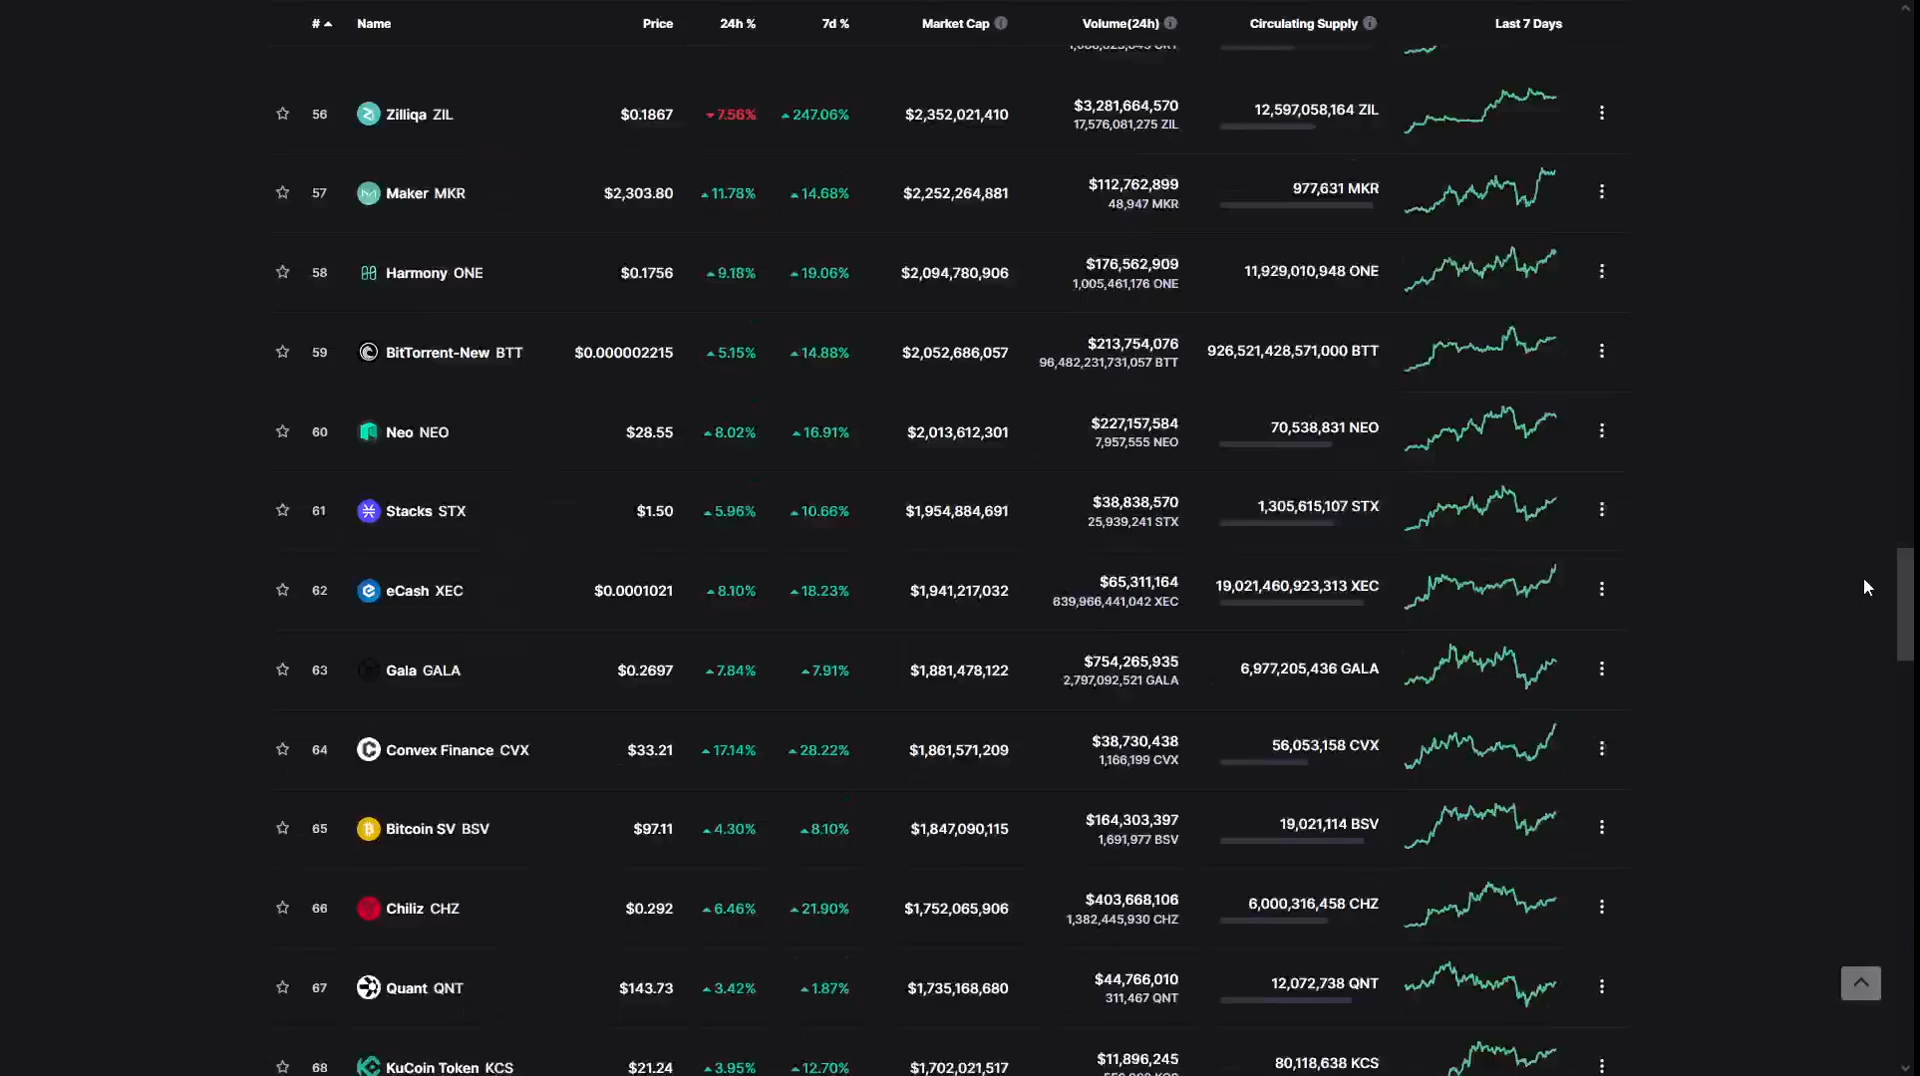 # Name Price 24h % 7d % Market Cap Volume(24h) Circulating Supply Last 7 Days
56 Zilliqa ZIL $0.1867 7.56% 247.06% $2,352,021,410 $3,281,664,570 12,597,058,164 ZIL
17,576,081,275 ZIL
57 Maker MKR $2,303.80 11.78% 14.68% $2,252,264,881 $112,762,899 977,631 MKR
48,947 MKR
58 Harmony ONE $0.1756 9.18% 19.06% $2,094,780,906 $176,562,909 11,929,010,948 ONE
1,005,461,176 ONE
59 BitTorrent-New BTT $0.000002215 5.15% 14.88% $2,052,686,057 $213,754,076 926,521,428,571,000 BTT
96,482,231,731,057 BTT
60 Neo NEO $28.55 8.02% 16.91% $2,013,612,301 $227,157,584 70,538,831 NEO
7,957,555 NEO
61 Stacks STX $1.50 5.96% 10.66% $1,954,884,691 $38,838,570 1,305,615,107 STX
25,939,241 STX
62 eCash XEC $0.0001021 8.10% 18.23% $1,941,217,032 $65,311,164 19,021,460,923,313 XEC
639,966,441,042 XEC
63 Gala GALA $0.2697 7.84% 7.91% $1,881,478,122 $754,265,935 6,977,205,436 GALA
2,797,092,521 GALA
64 Convex Finance CVX $33.21 17.14% 28.22% $1,861,571,209 $38,730,438 56,053,158 CVX
1,166,199 CVX
65 Bitcoin SV BSV $97.11 4.30% 8.10% $1,847,090,115 $164,303,397 19,021,114 BSV
1,691,977 BSV
66 Chiliz CHZ $0.292 6.46% 21.90% $1,752,065,906 $403,668,106 6,000,316,458 CHZ
1,382,445,930 CHZ
67 Quant QNT $143.73 3.42% 1.87% $1,735,168,680 $44,766,010 12,072,738 QNT
311,467 QNT
68 KuCoin Token KCS $21.24 3.95% 12.70% $1,702,021,517 $11,896,245 80,118,638 KCS